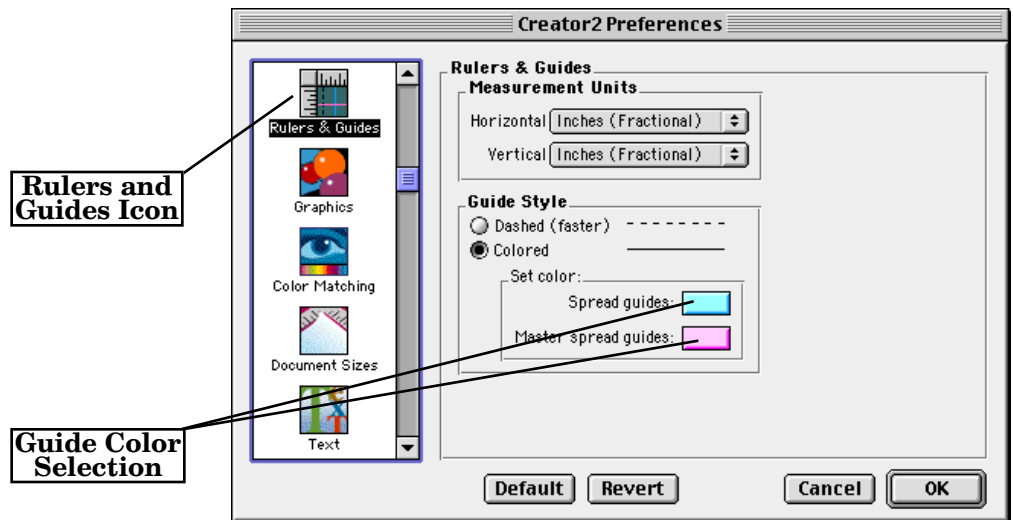 Creator2 Preferences
Rulers & Guides
Graphics
Color Matching
Document Sizes
TEXT
Text
Rulers & Guides
Measurement Units
Horizontal Inches (Fractional)
Vertical Inches (Fractional)
Guide Style
Dashed (faster)
Colored
Set color:
Spread guides:
Master spread guides:
Default Revert Cancel OK
Rulers and
Guides Icon
Guide Color
Selection